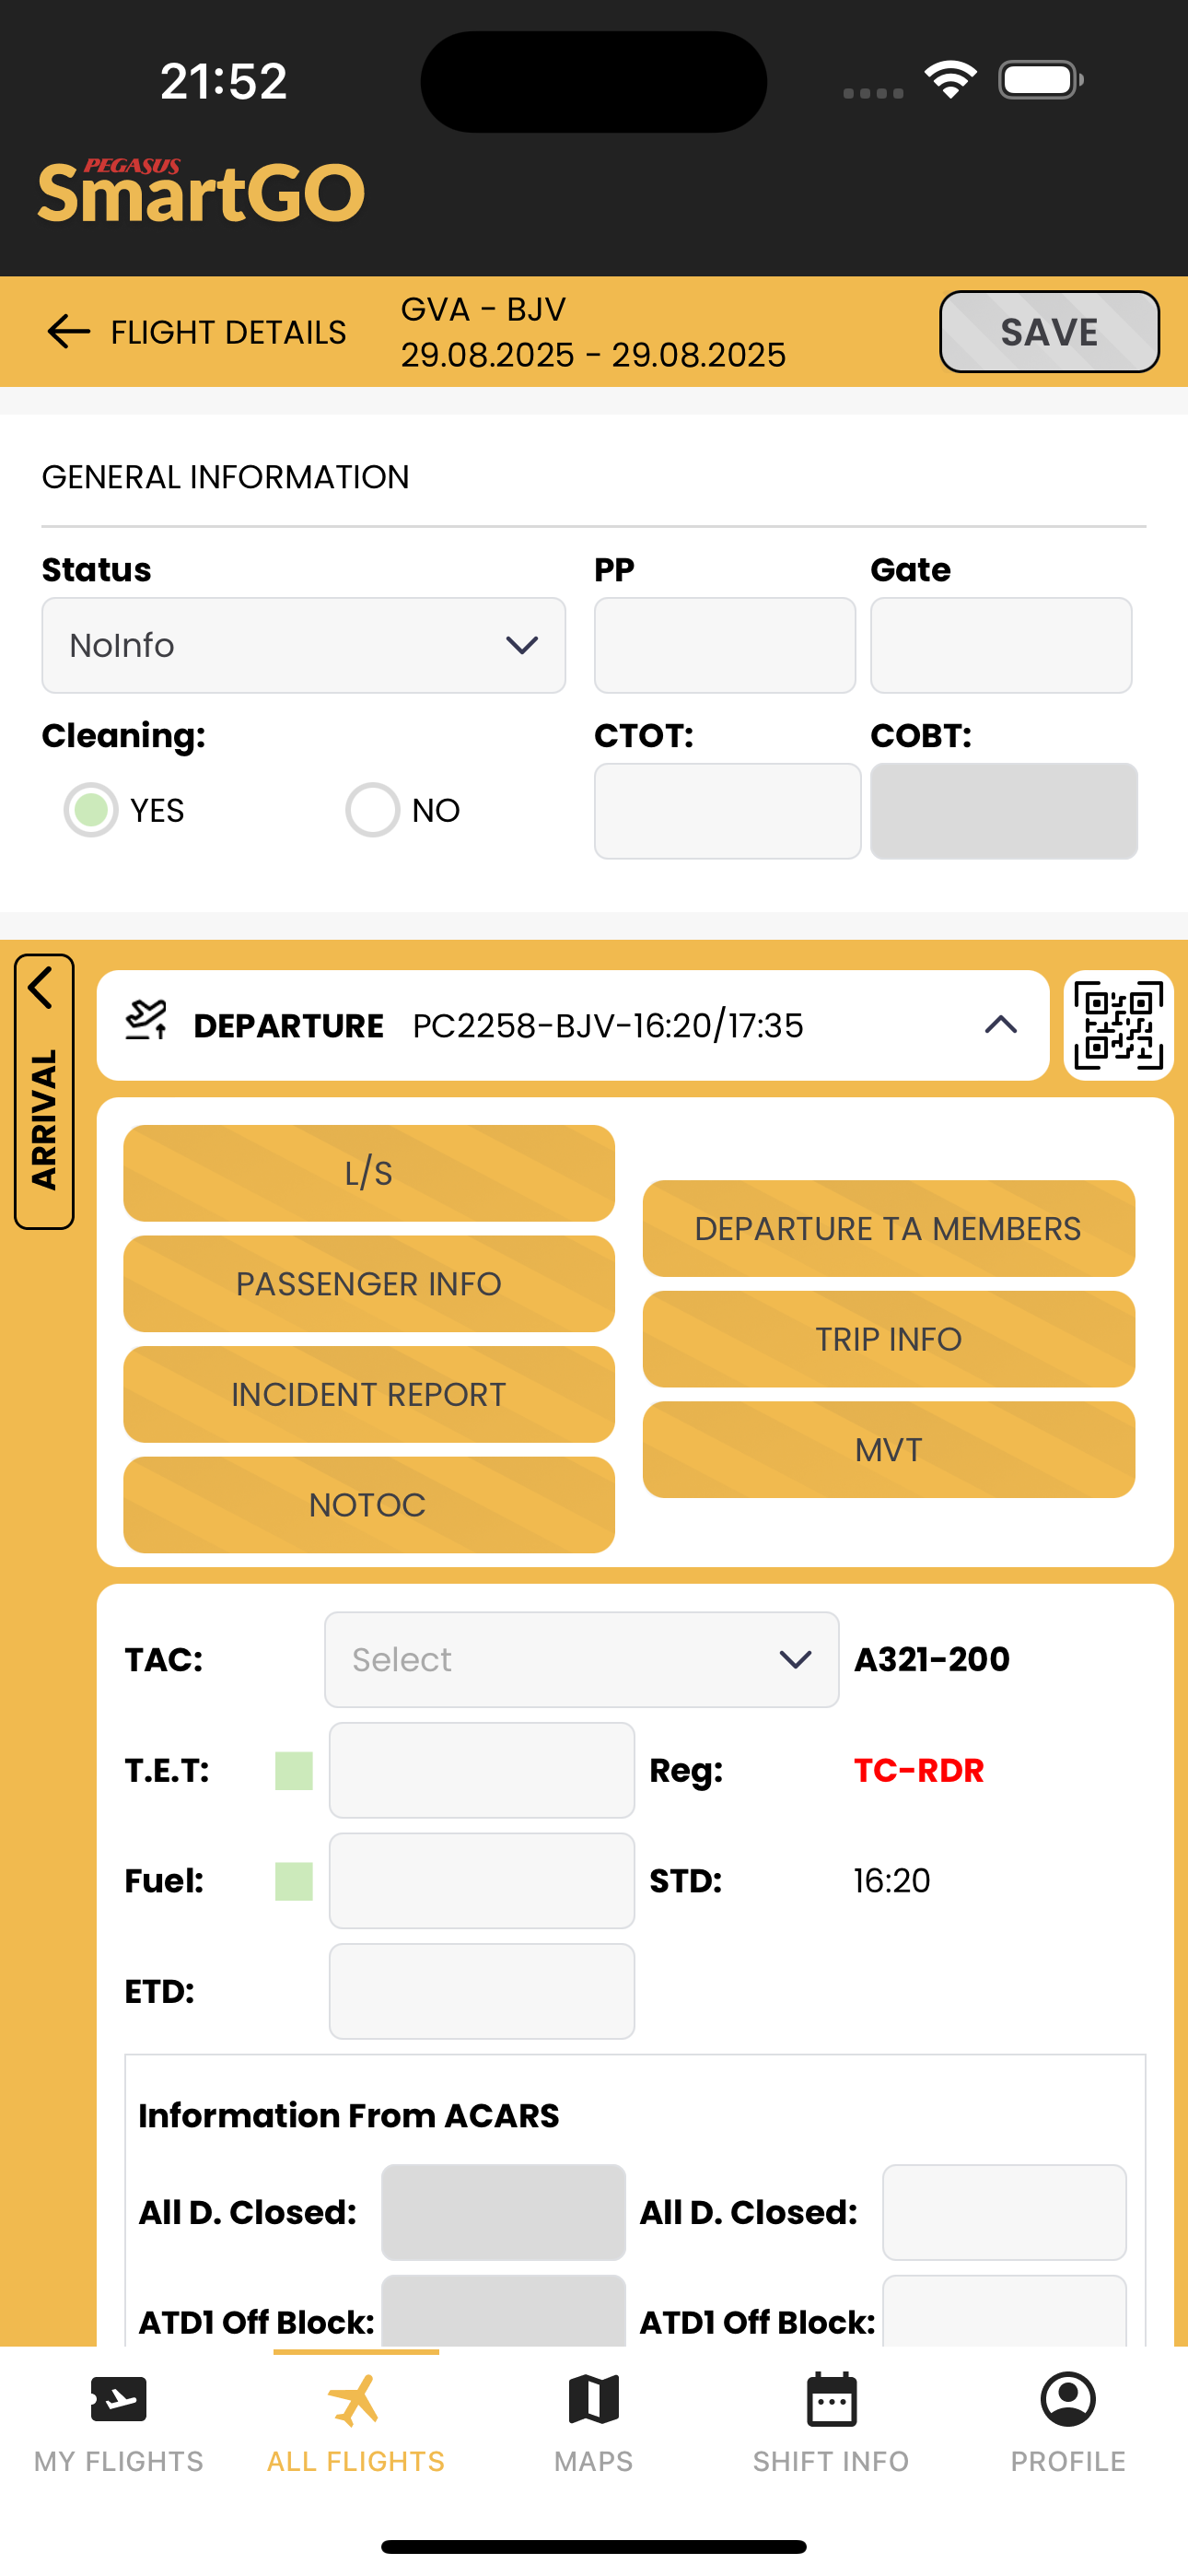 21:52
PEGASUS
SmartGO
FLIGHT DETAILS
GVA - BJV
29.08.2025 - 29.08.2025
SAVE
GENERAL INFORMATION
Status
PP
Gate
NoInfo
Cleaning:
CTOT:
COBT:
YES
NO
ARRIVAL
DEPARTURE PC2258-BJV-16:20/17:35
L/S
DEPARTURE TA MEMBERS
PASSENGER INFO
TRIP INFO
INCIDENT REPORT
MVT
NOTOC
TAC:
Select
A321-200
T.E.T:
Reg:
TC-RDR
Fuel:
STD:
16:20
ETD:
Information From ACARS
All D. Closed:
All D. Closed:
ATD1 Off Block:
ATD1 Off Block:
MY FLIGHTS
ALL FLIGHTS
MAPS
SHIFT INFO
PROFILE